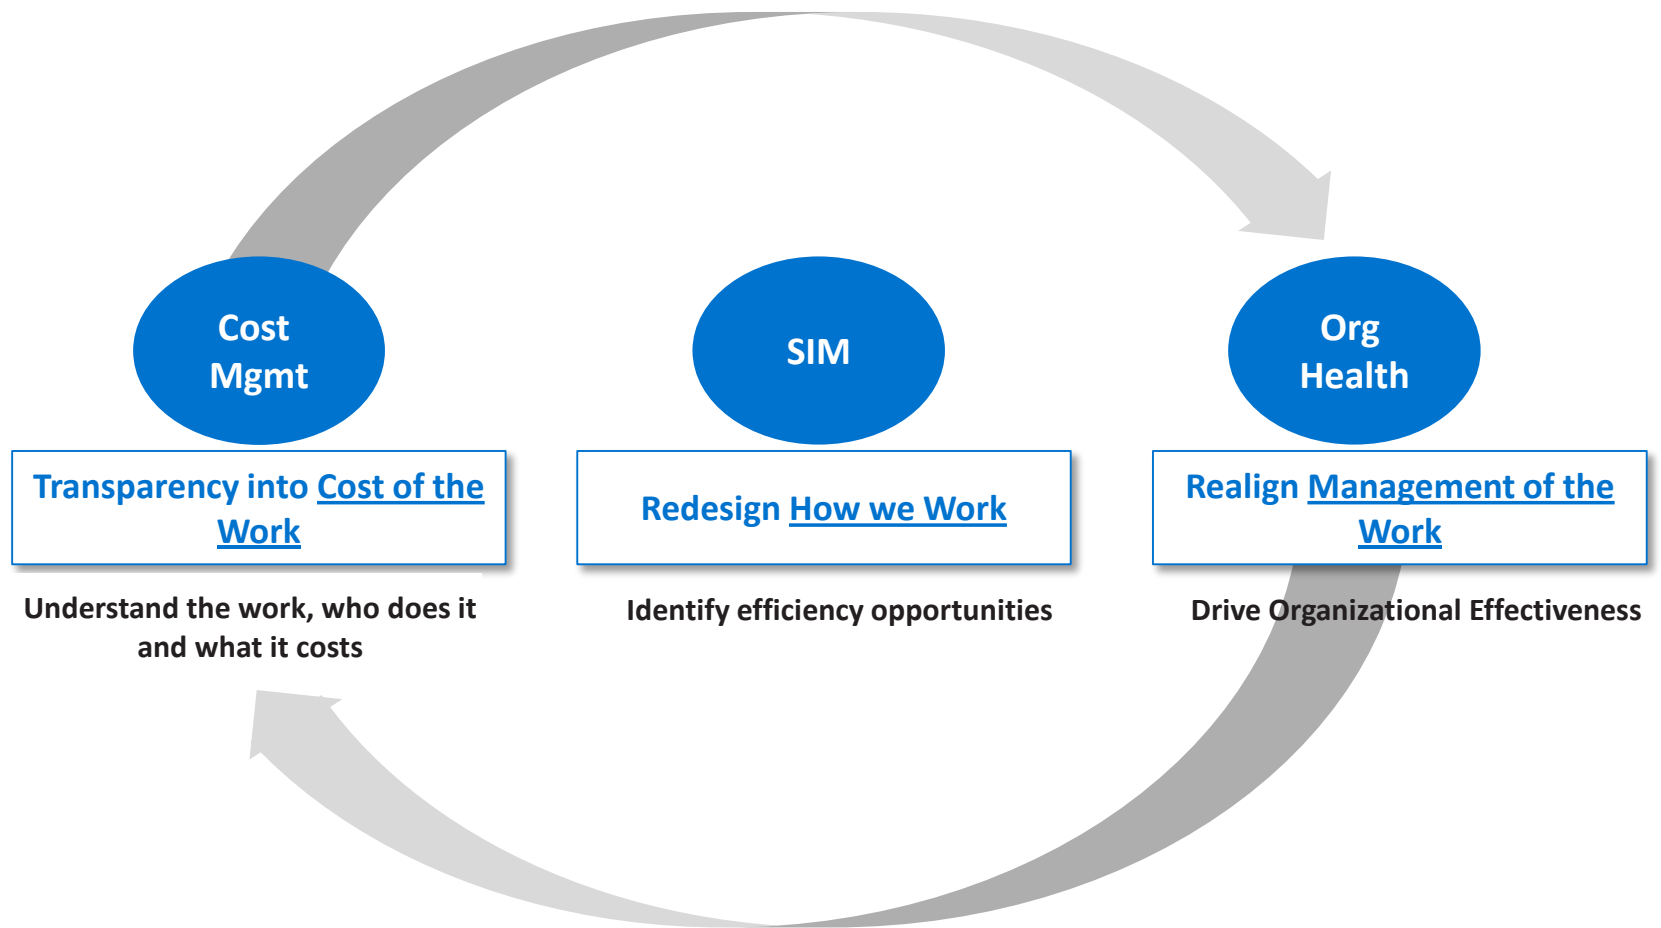 Cost
Mgmt
Transparency into Cost of the
Work
Understand the work, who does it
and what it costs
SIM
Redesign How we Work
Identify efficiency opportunities
Org
Health
Realign Management of the
Work
Drive Organizational Effectiveness